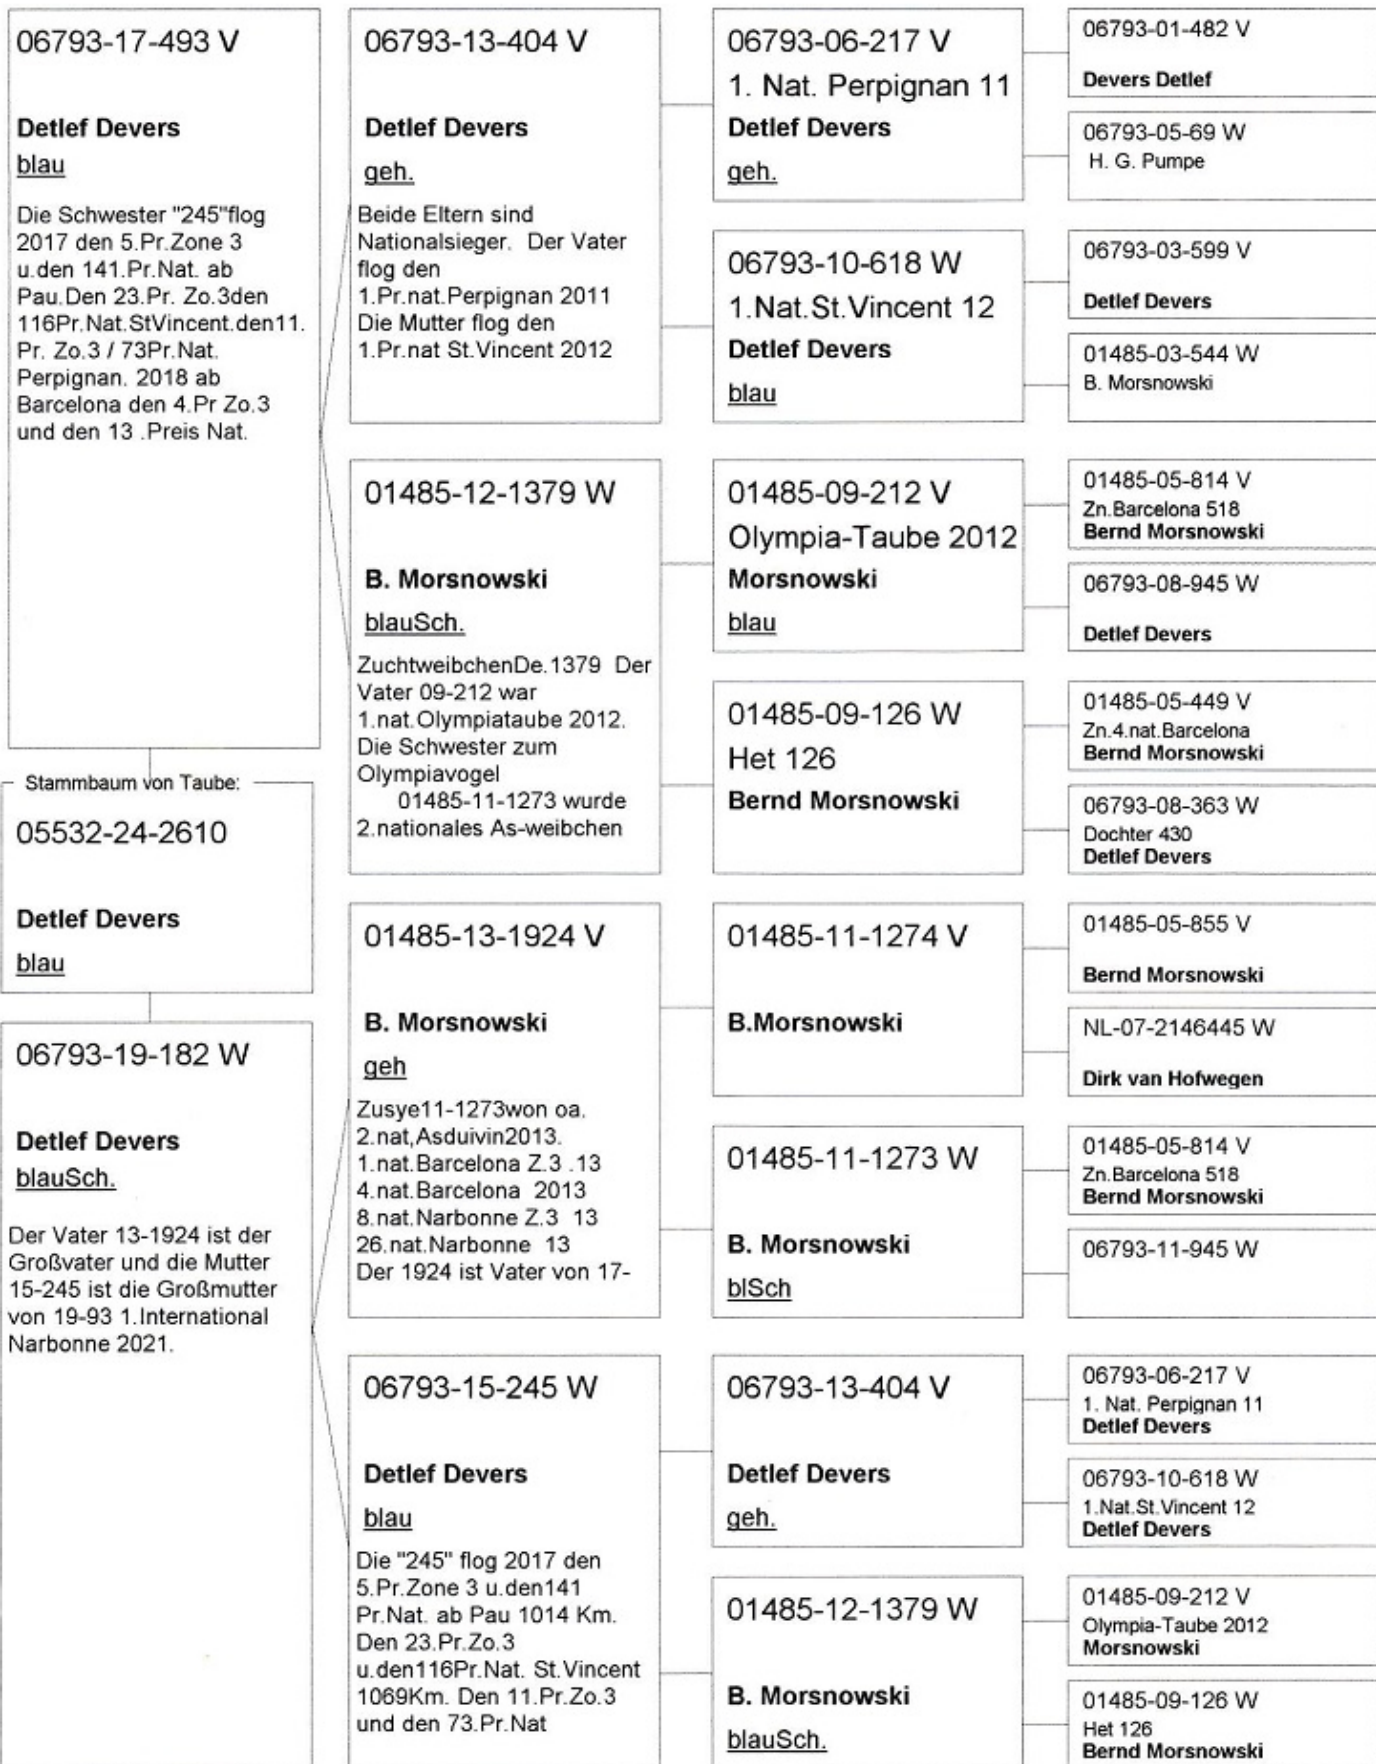 06793-17-493 V
Detlef Devers
blau
Die Schwester "245"flog
2017 den 5.Pr.Zone 3
u.den 141.Pr.Nat. ab
Pau.Den 23.Pr. Zo.3den
116Pr.Nat.StVincent.den11.
Pr. Zo.3 / 73Pr.Nat.
Perpignan. 2018 ab
Barcelona den 4.Pr Zo.3
und den 13 .Preis Nat.
Stammbaum von Taube:
05532-24-2610
Detlef Devers
blau
06793-19-182 W
Detlef Devers
blauSch.
Der Vater 13-1924 ist der
Großvater und die Mutter
15-245 ist die Großmutter
von 19-93 1.International
Narbonne 2021.
06793-13-404 V
Detlef Devers
geh.
Beide Eltern sind
Nationalsieger. Der Vater
flog den
1.Pr.nat.Perpignan 2011
Die Mutter flog den
1.Pr.nat St.Vincent 2012
01485-12-1379 W
B. Morsnowski
blauSch.
ZuchtweibchenDe.1379 Der
Vater 09-212 war
1.nat.Olympiataube 2012.
Die Schwester zum
Olympiavogel
01485-11-1273 wurde
2.nationales As-weibchen
01485-13-1924 V
B. Morsnowski
geh
Zusye11-1273won oa.
2.nat,Asduivin2013.
1.nat.Barcelona Z.3 .13
4.nat.Barcelona 2013
8.nat.Narbonne Z.3 13
26.nat.Narbonne 13
Der 1924 ist Vater von 17-
06793-15-245 W
Detlef Devers
blau
Die "245" flog 2017 den
5.Pr.Zone 3 u.den141
Pr.Nat. ab Pau 1014 Km.
Den 23.Pr.Zo.3
u.den116Pr.Nat. St.Vincent
1069Km. Den 11.Pr.Zo.3
und den 73.Pr.Nat
06793-06-217 V
1. Nat. Perpignan 11
Detlef Devers
geh.
06793-10-618 W
1.Nat.St.Vincent 12
Detlef Devers
blau
01485-09-212 V
Olympia-Taube 2012
Morsnowski
blau
01485-09-126 W
Het 126
Bernd Morsnowski
01485-11-1274 V
B.Morsnowski
01485-11-1273 W
B. Morsnowski
blSch
06793-13-404 V
Detlef Devers
geh.
01485-12-1379 W
B. Morsnowski
blauSch.
06793-01-482 V
Devers Detlef
06793-05-69 W
H. G. Pumpe
06793-03-599 V
Detlef Devers
01485-03-544 W
B. Morsnowski
01485-05-814 V
Zn.Barcelona 518
Bernd Morsnowski
06793-08-945 W
Detlef Devers
01485-05-449 V
Zn.4.nat.Barcelona
Bernd Morsnowski
06793-08-363 W
Dochter 430
Detlef Devers
01485-05-855 V
Bernd Morsnowski
NL-07-2146445 W
Dirk van Hofwegen
01485-05-814 V
Zn.Barcelona 518
Bernd Morsnowski
06793-11-945 W
06793-06-217 V
1. Nat. Perpignan 11
Detlef Devers
06793-10-618 W
1.Nat.St.Vincent 12
Detlef Devers
01485-09-212 V
Olympia-Taube 2012
Morsnowski
01485-09-126 W
Het 126
Bernd Morsnowski